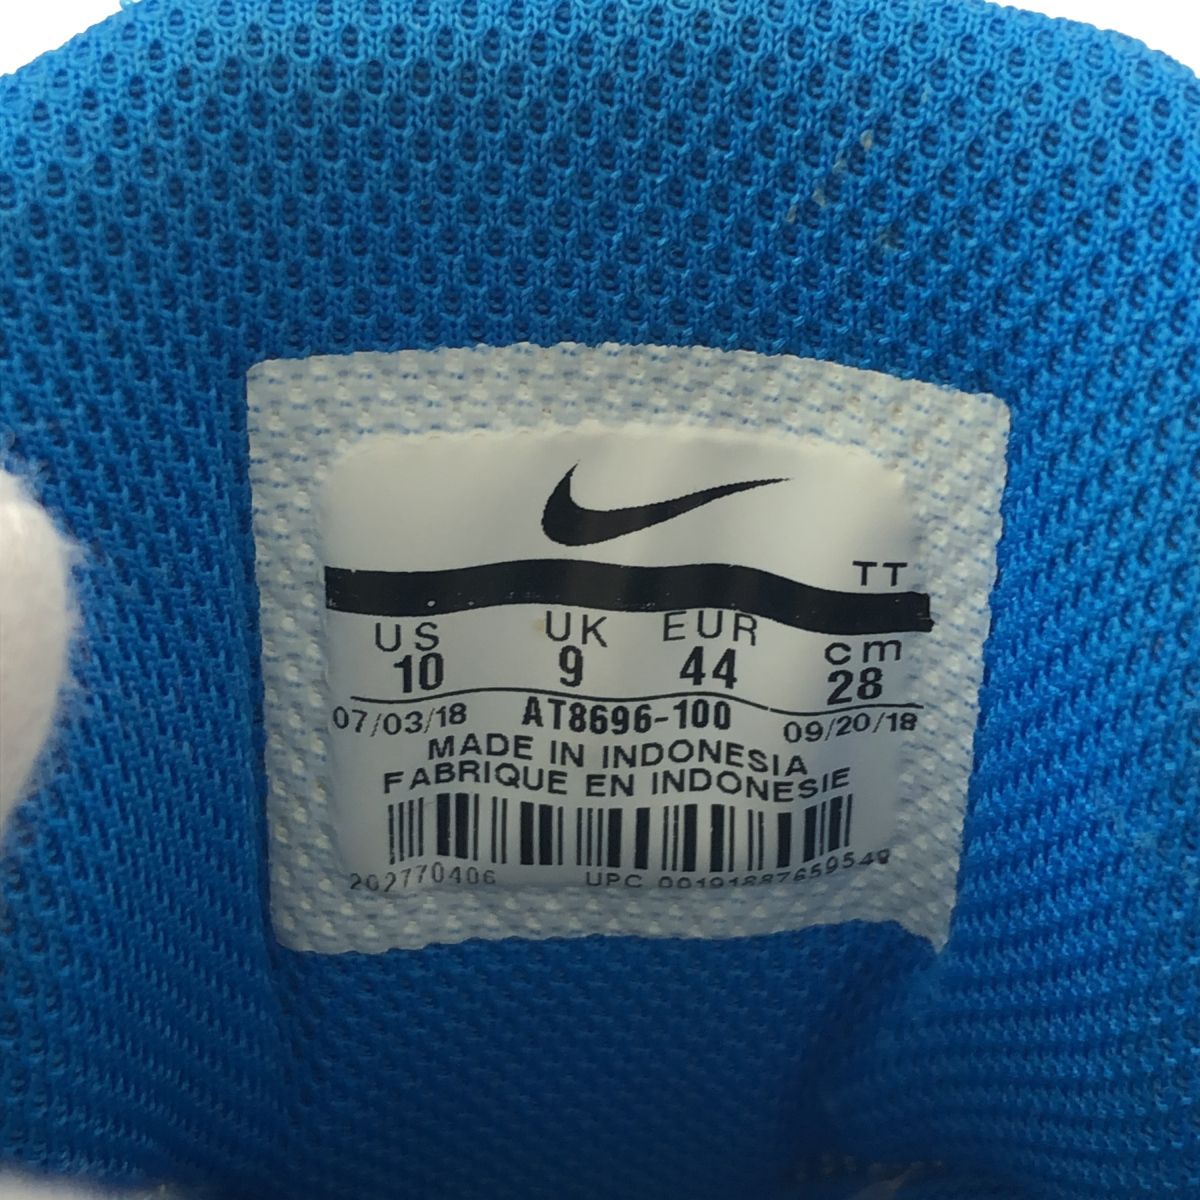 TT
US UK EUR cm
10 9 44 28
07/03/18 AT8696-100 09/20/18
MADE IN INDONESIA
FABRIQUE EN INDONESIE
202770406 UPC 00191887659549